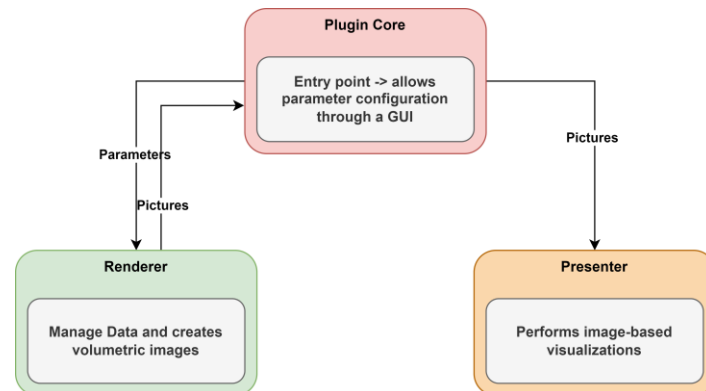 Plugin Core
Entry point -> allows
parameter configuration
through a GUI
Parameters
Pictures
Pictures
Renderer
Manage Data and creates
volumetric images
Presenter
Performs image-based
visualizations